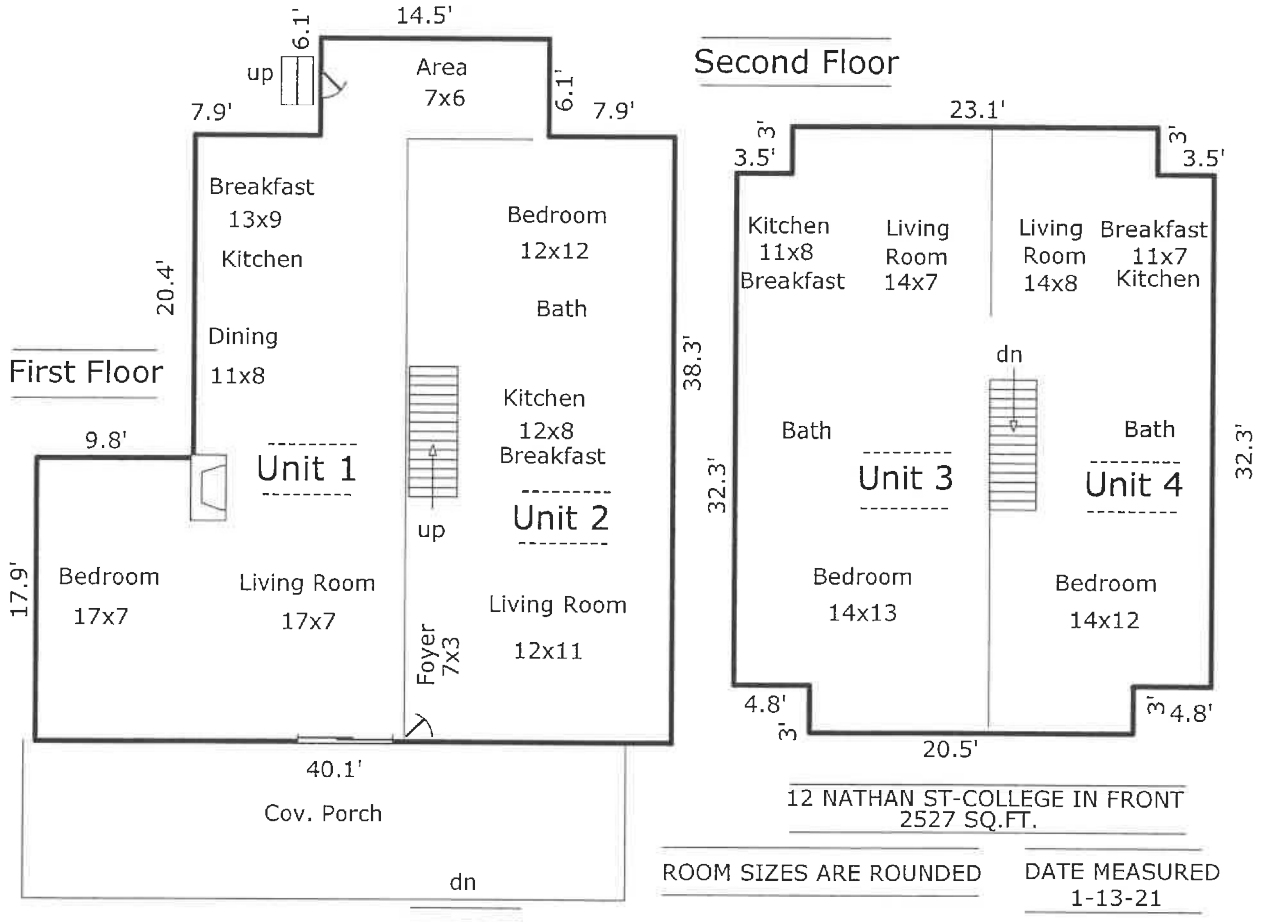 14.5'
6.1'
up
Area
7x6
6.1'
7.9'
7.9'
Breakfast
13x9
Kitchen
Bedroom
12x12
20.4'
Bath
Dining
11x8
First Floor
38.3'
Kitchen
12x8
Breakfast
9.8'
Unit 1
Unit 2
up
17.9'
Bedroom
17x7
Living Room
17x7
Living Room
12x11
Foyer
7x3
40.1'
Cov. Porch
dn
Second Floor
23.1'
3'
3'
3.5'
3.5'
Kitchen
11x8
Breakfast
Living
Room
14x7
Living
Room
14x8
Breakfast
11x7
Kitchen
dn
Bath
Bath
32.3'
Unit 3
Unit 4
32.3'
Bedroom
14x13
Bedroom
14x12
4.8'
3'
3'
4.8'
20.5'
12 NATHAN ST-COLLEGE IN FRONT
2527 SQ.FT.
ROOM SIZES ARE ROUNDED
DATE MEASURED
1-13-21